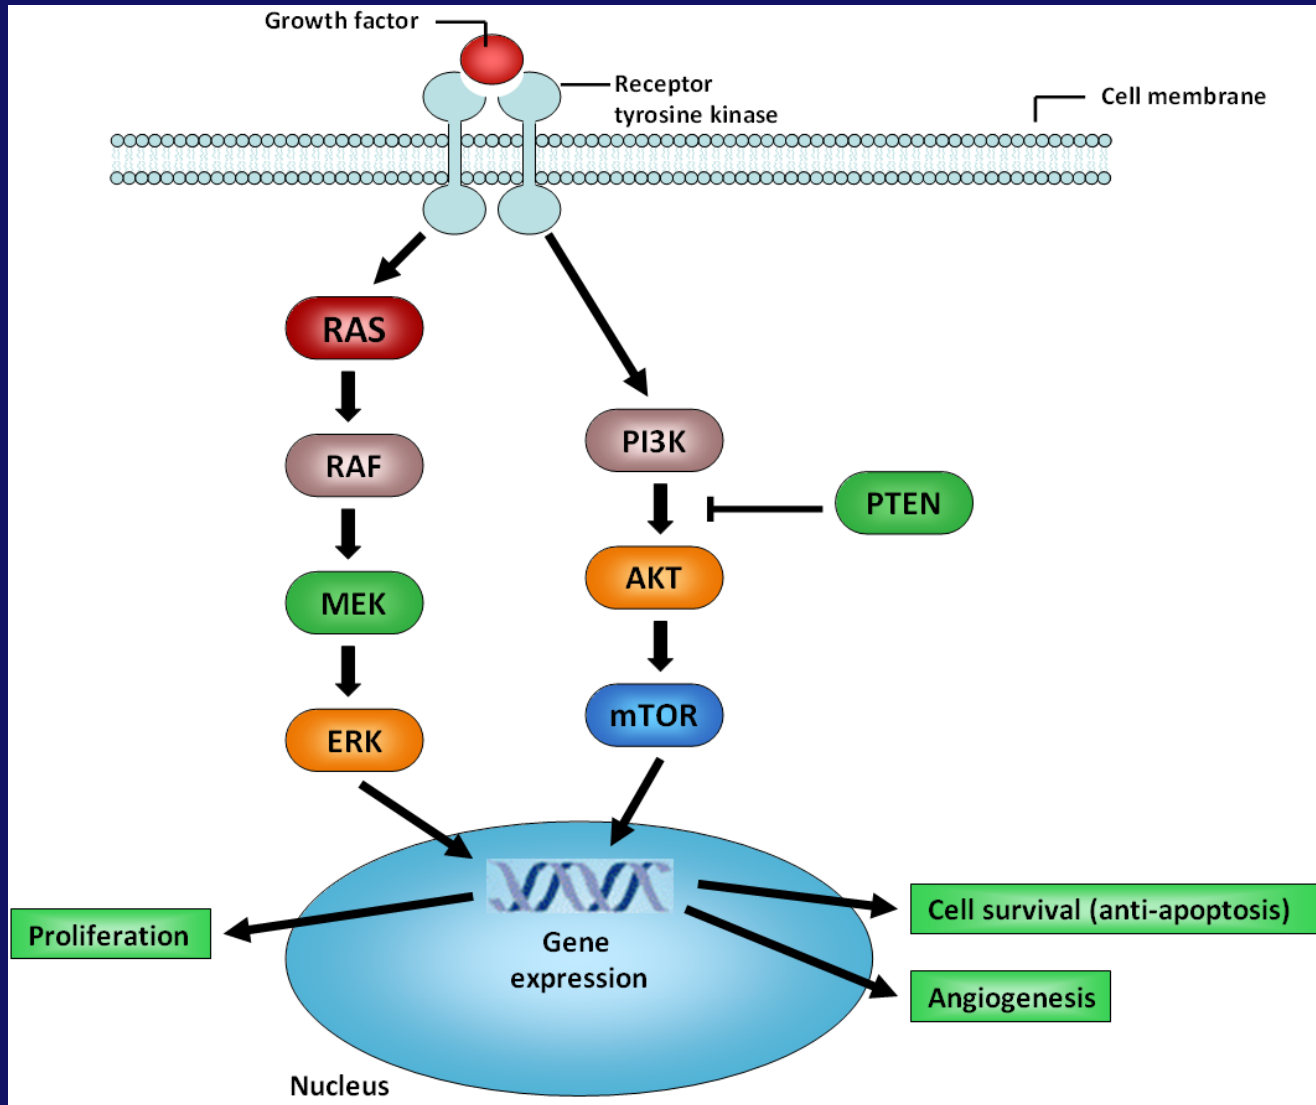 Growth factor
Receptor
tyrosine kinase
Cell membrane
RAS
RAF
MEK
ERK
PI3K
PTEN
AKT
mTOR
Gene
expression
Nucleus
Proliferation
Cell survival (anti-apoptosis)
Angiogenesis